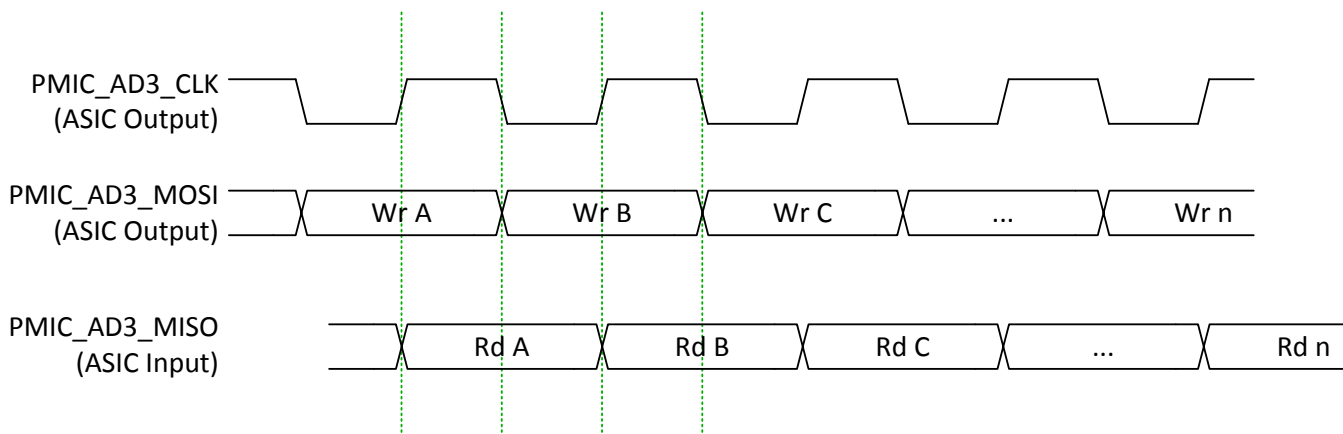 PMIC_AD3_CLK
(ASIC Output)
PMIC_AD3_MOSI
(ASIC Output)
Wr A
Wr B
Wr C
...
Wr n
PMIC_AD3_MISO
(ASIC Input)
Rd A
Rd B
Rd C
...
Rd n